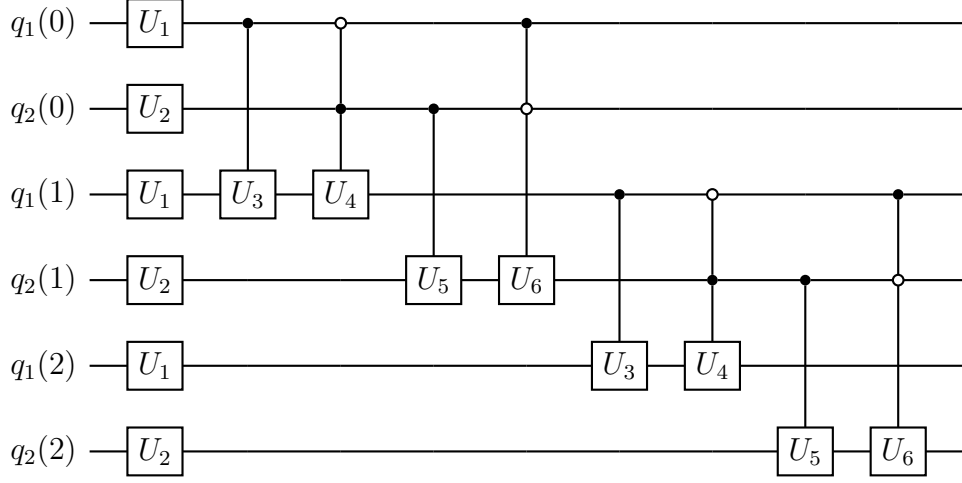 q₁(0) U₁
q₂(0) U₂
q₁(1) U₁ U₃ U₄
q₂(1) U₂ U₅ U₆
q₁(2) U₁ U₃ U₄
q₂(2) U₂ U₅ U₆